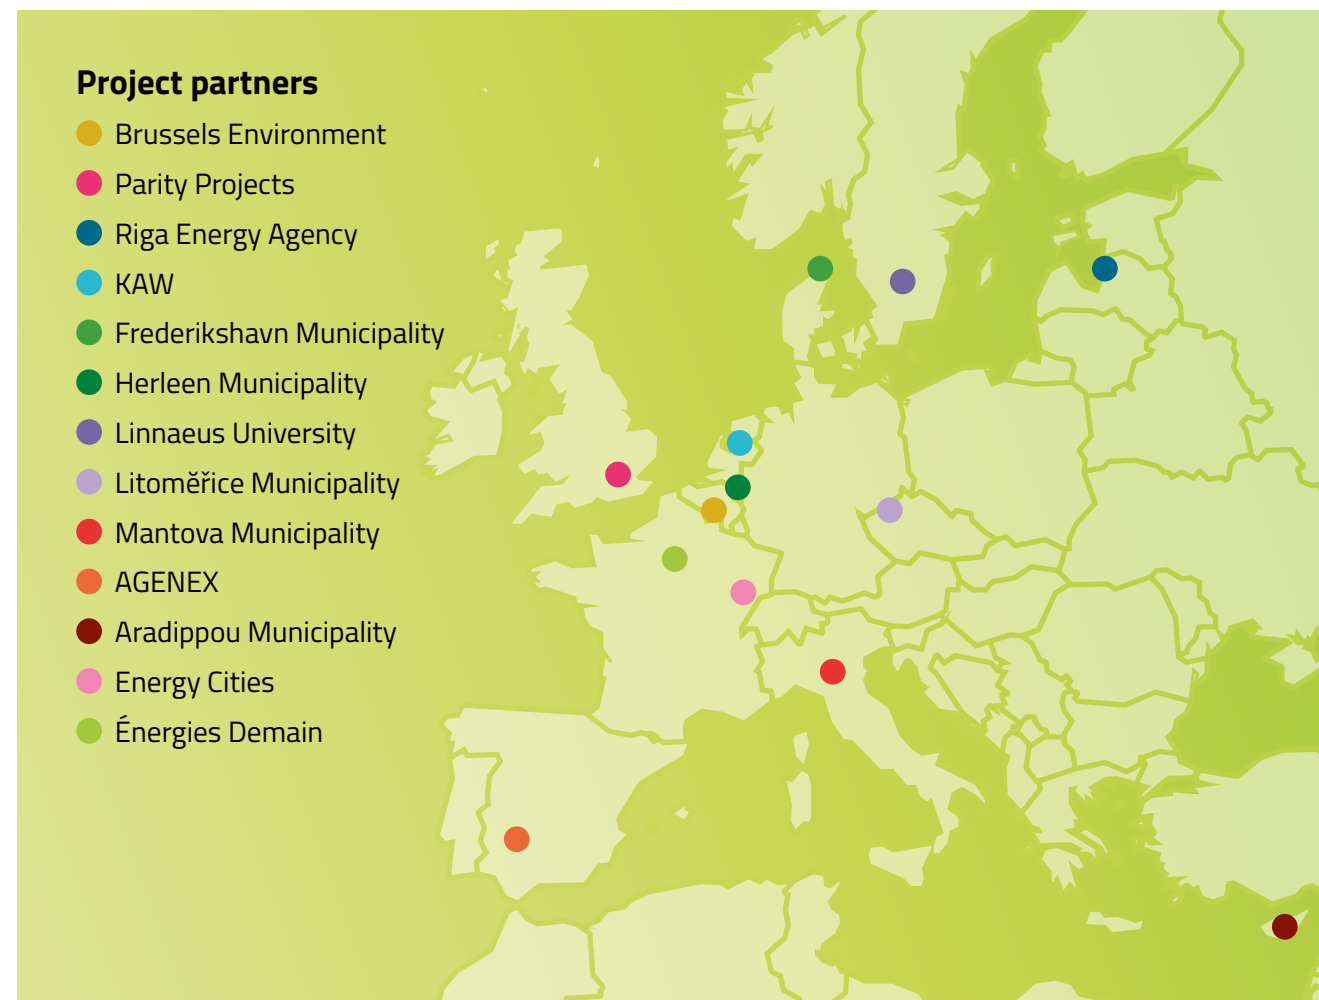 Project partners
Brussels Environment
Parity Projects
Riga Energy Agency
KAW
Frederikshavn Municipality
Herleen Municipality
Linnaeus University
Litoměřice Municipality
Mantova Municipality
AGENEX
Aradippou Municipality
Energy Cities
Énergies Demain